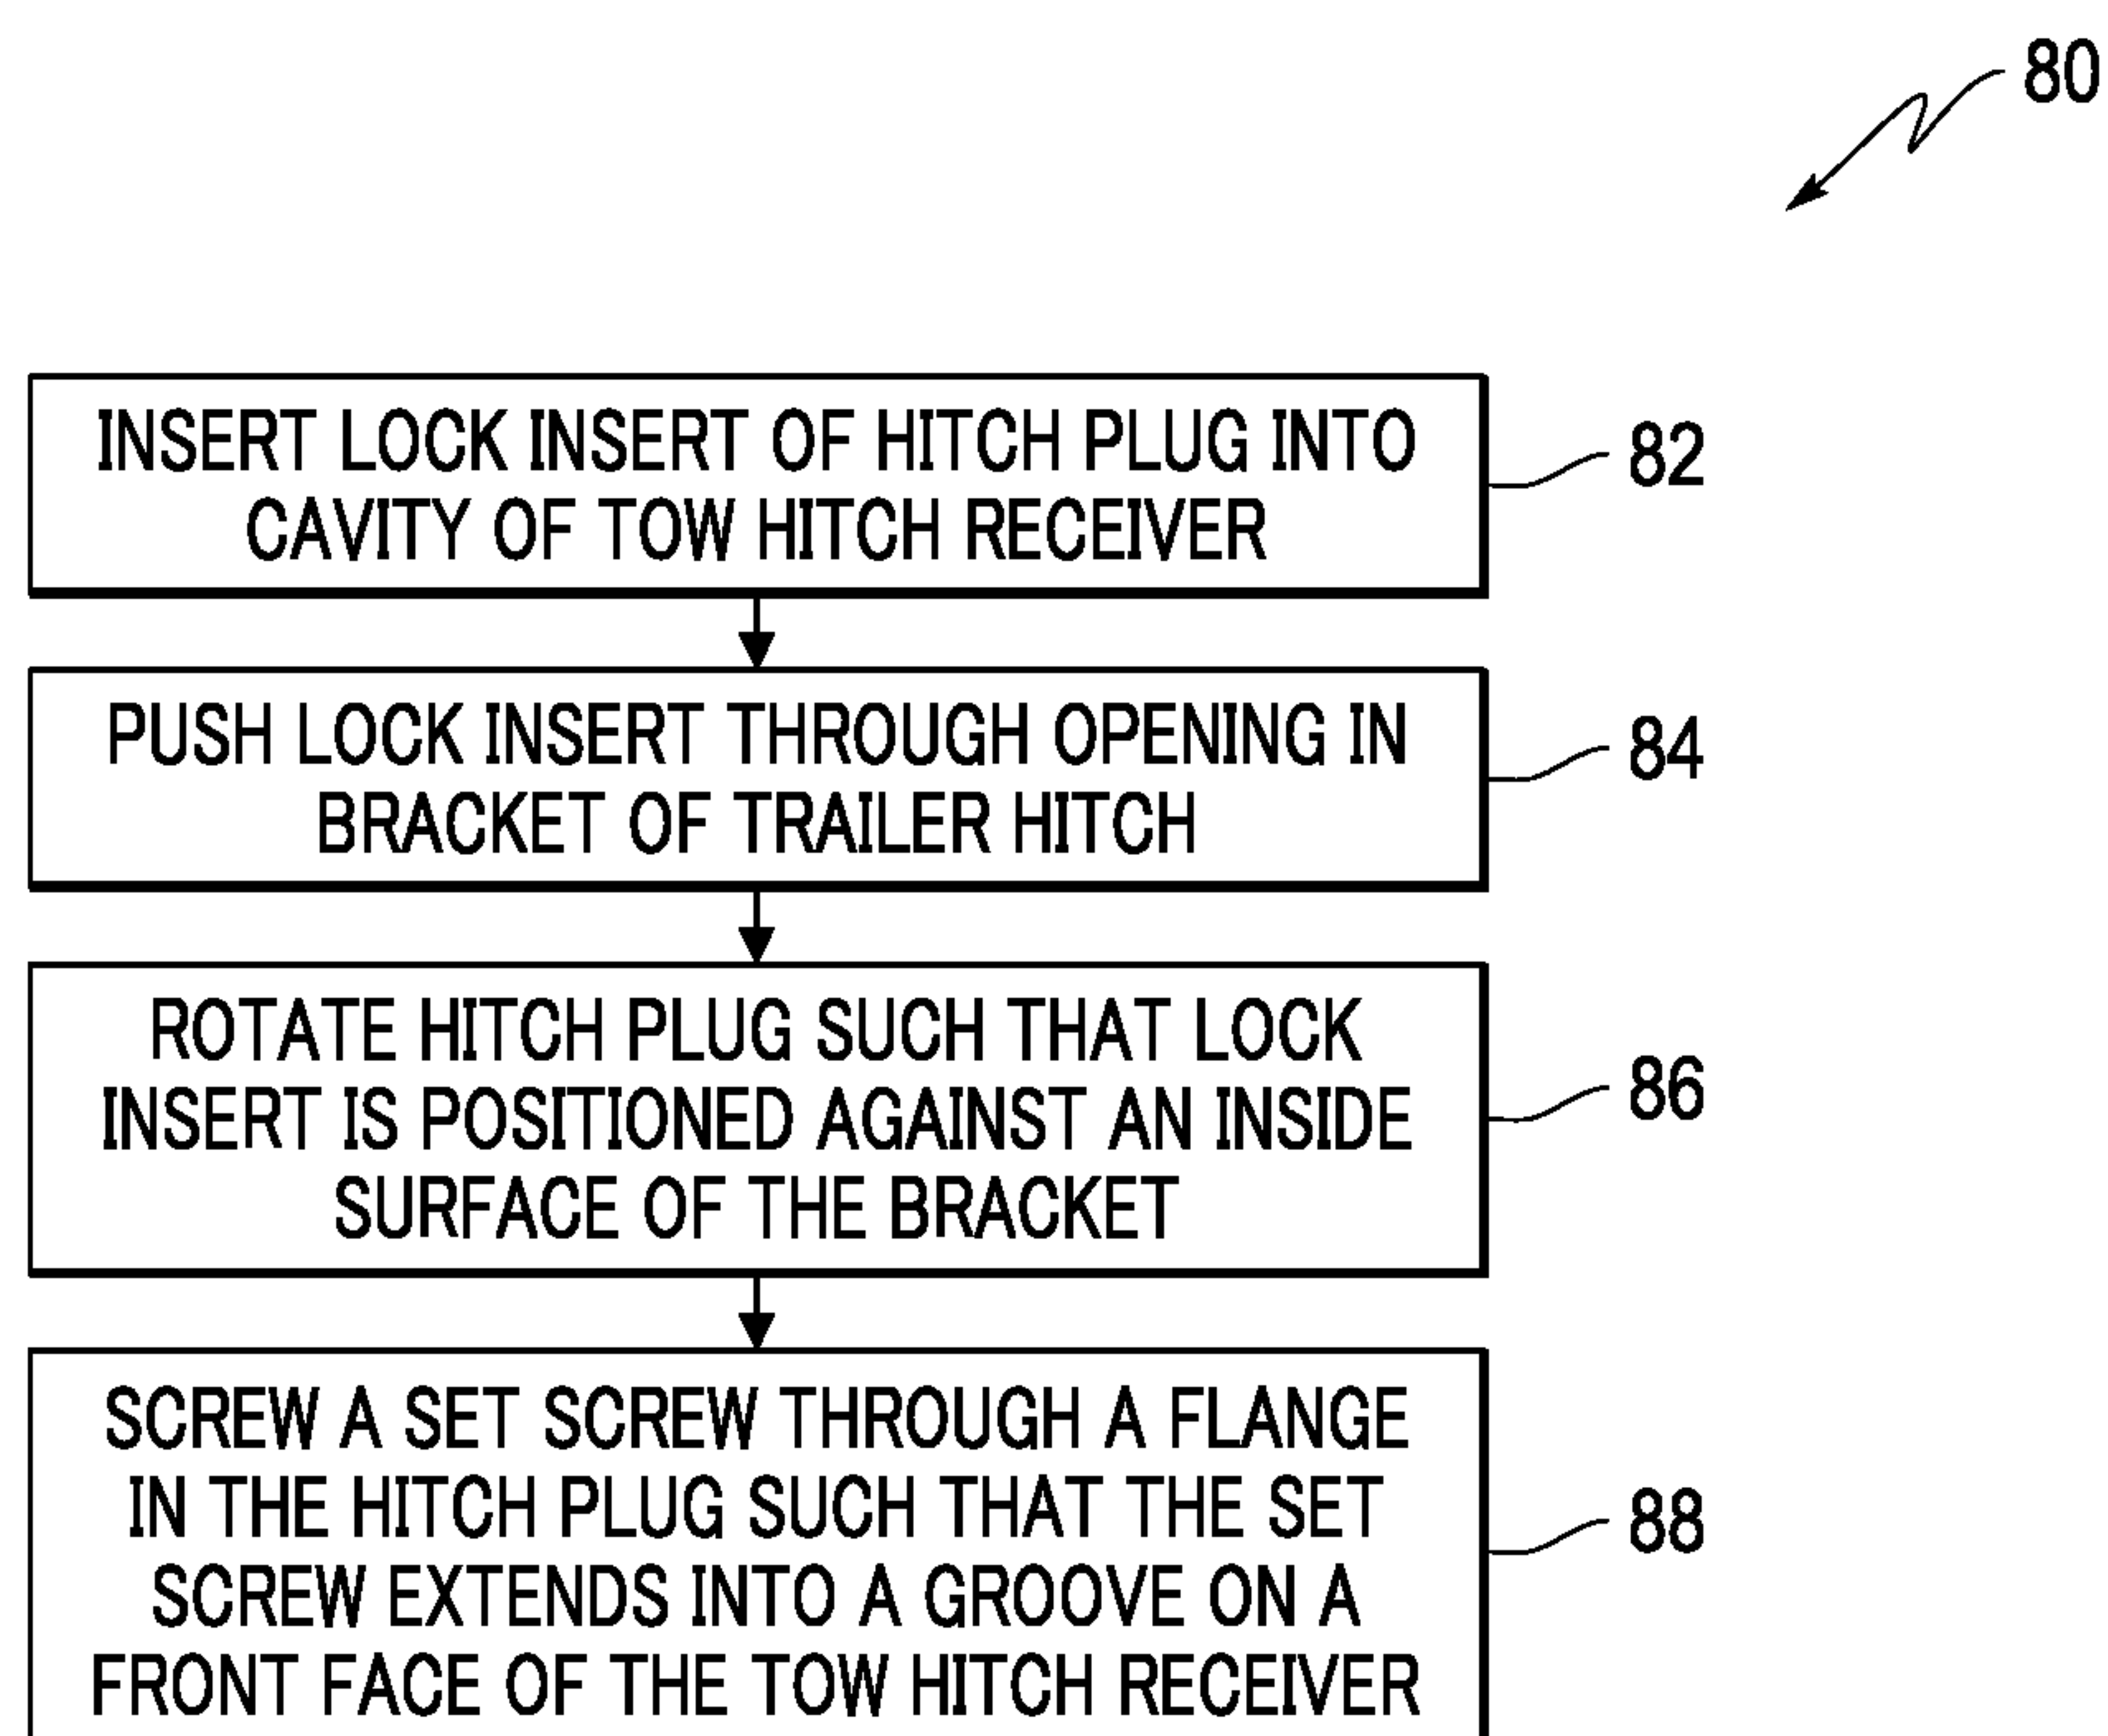 80
INSERT LOCK INSERT OF HITCH PLUG INTO
CAVITY OF TOW HITCH RECEIVER
82
PUSH LOCK INSERT THROUGH OPENING IN
BRACKET OF TRAILER HITCH
84
ROTATE HITCH PLUG SUCH THAT LOCK
INSERT IS POSITIONED AGAINST AN INSIDE
SURFACE OF THE BRACKET
86
SCREW A SET SCREW THROUGH A FLANGE
IN THE HITCH PLUG SUCH THAT THE SET
SCREW EXTENDS INTO A GROOVE ON A
FRONT FACE OF THE TOW HITCH RECEIVER
88